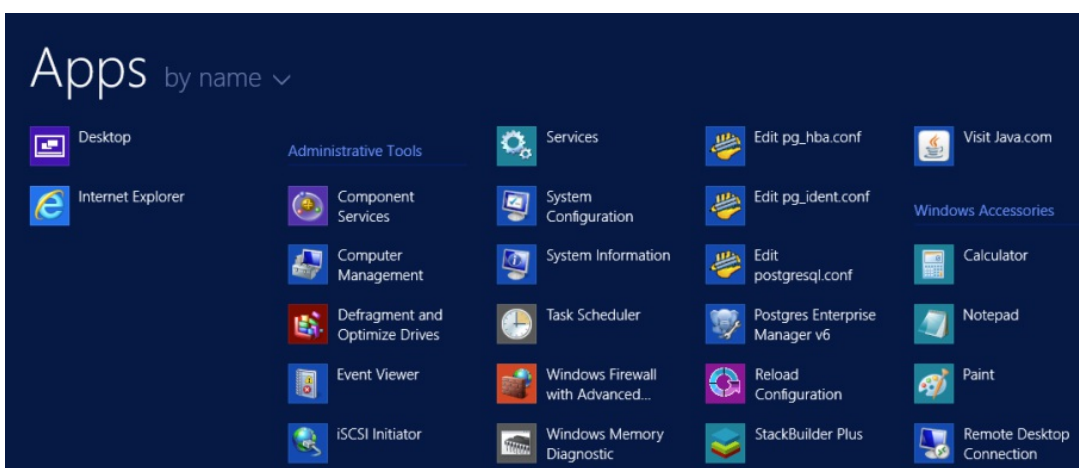 Apps by name
Desktop
Internet Explorer
Administrative Tools
Component
Services
Computer
Management
Defragment and
Optimize Drives
Event Viewer
iSCSI Initiator
Services
System
Configuration
System Information
Task Scheduler
Windows Firewall
with Advanced...
Windows Memory
Diagnostic
Edit pg_hba.conf
Edit pg_ident.conf
Edit
postgresql.conf
Postgres Enterprise
Manager v6
Reload
Configuration
StackBuilder Plus
Visit Java.com
Windows Accessories
Calculator
Notepad
Paint
Remote Desktop
Connection